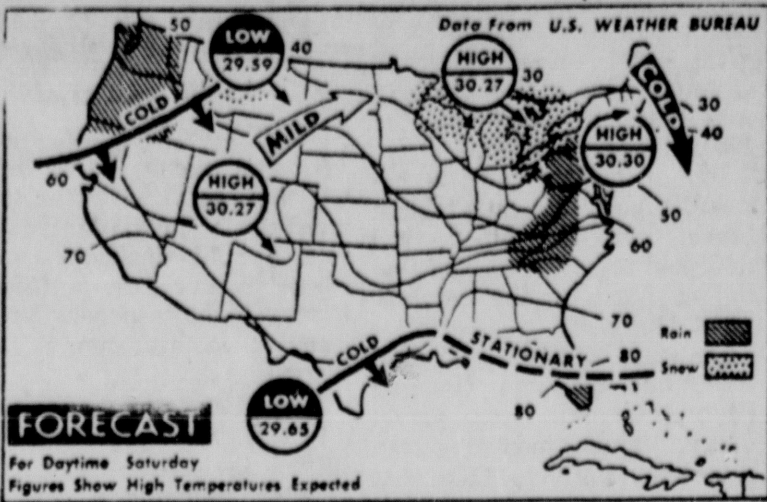 Data From U.S. WEATHER BUREAU
50
LOW
29.59
40
HIGH
30.27
30
COLD
30
40
COLD
MILD
HIGH
30.30
60
HIGH
30.27
50
60
70
70
Rain
COLD
STATIONARY
80
Snow
LOW
29.65
80
FORECAST
For Daytime Saturday
Figures Show High Temperatures Expected